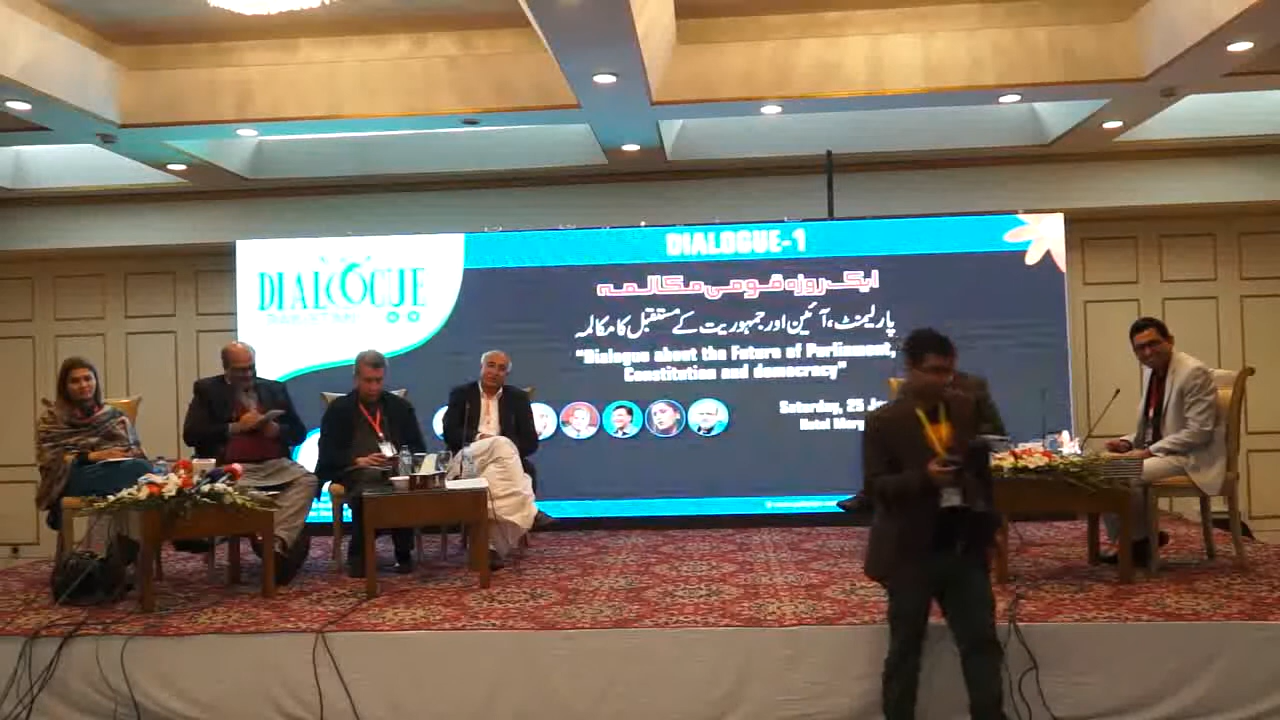 DIALOGUE
PAKISTAN
DIALOGUE-1
ایک روزہ قومی مکالمہ
پارلیمنٹ، آئین اور جمہوریت کے مستقبل کا مکالمہ
"Dialogue about the Future of Parliament,
Constitution and democracy"
Saturday, 25
Hotel